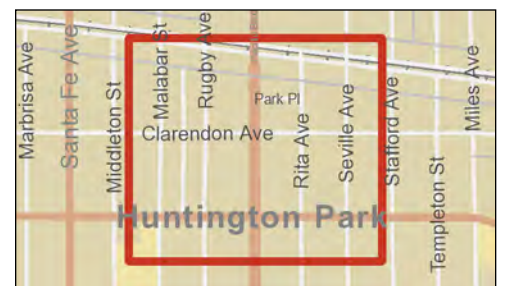 Marbrisa Ave
Santa Fe Ave
Middleton St
Malabar St
Rugby Ave
Park Pl
Clarendon Ave
Rita Ave
Seville Ave
Stafford Ave
Templeton St
Miles Ave
Huntington Park